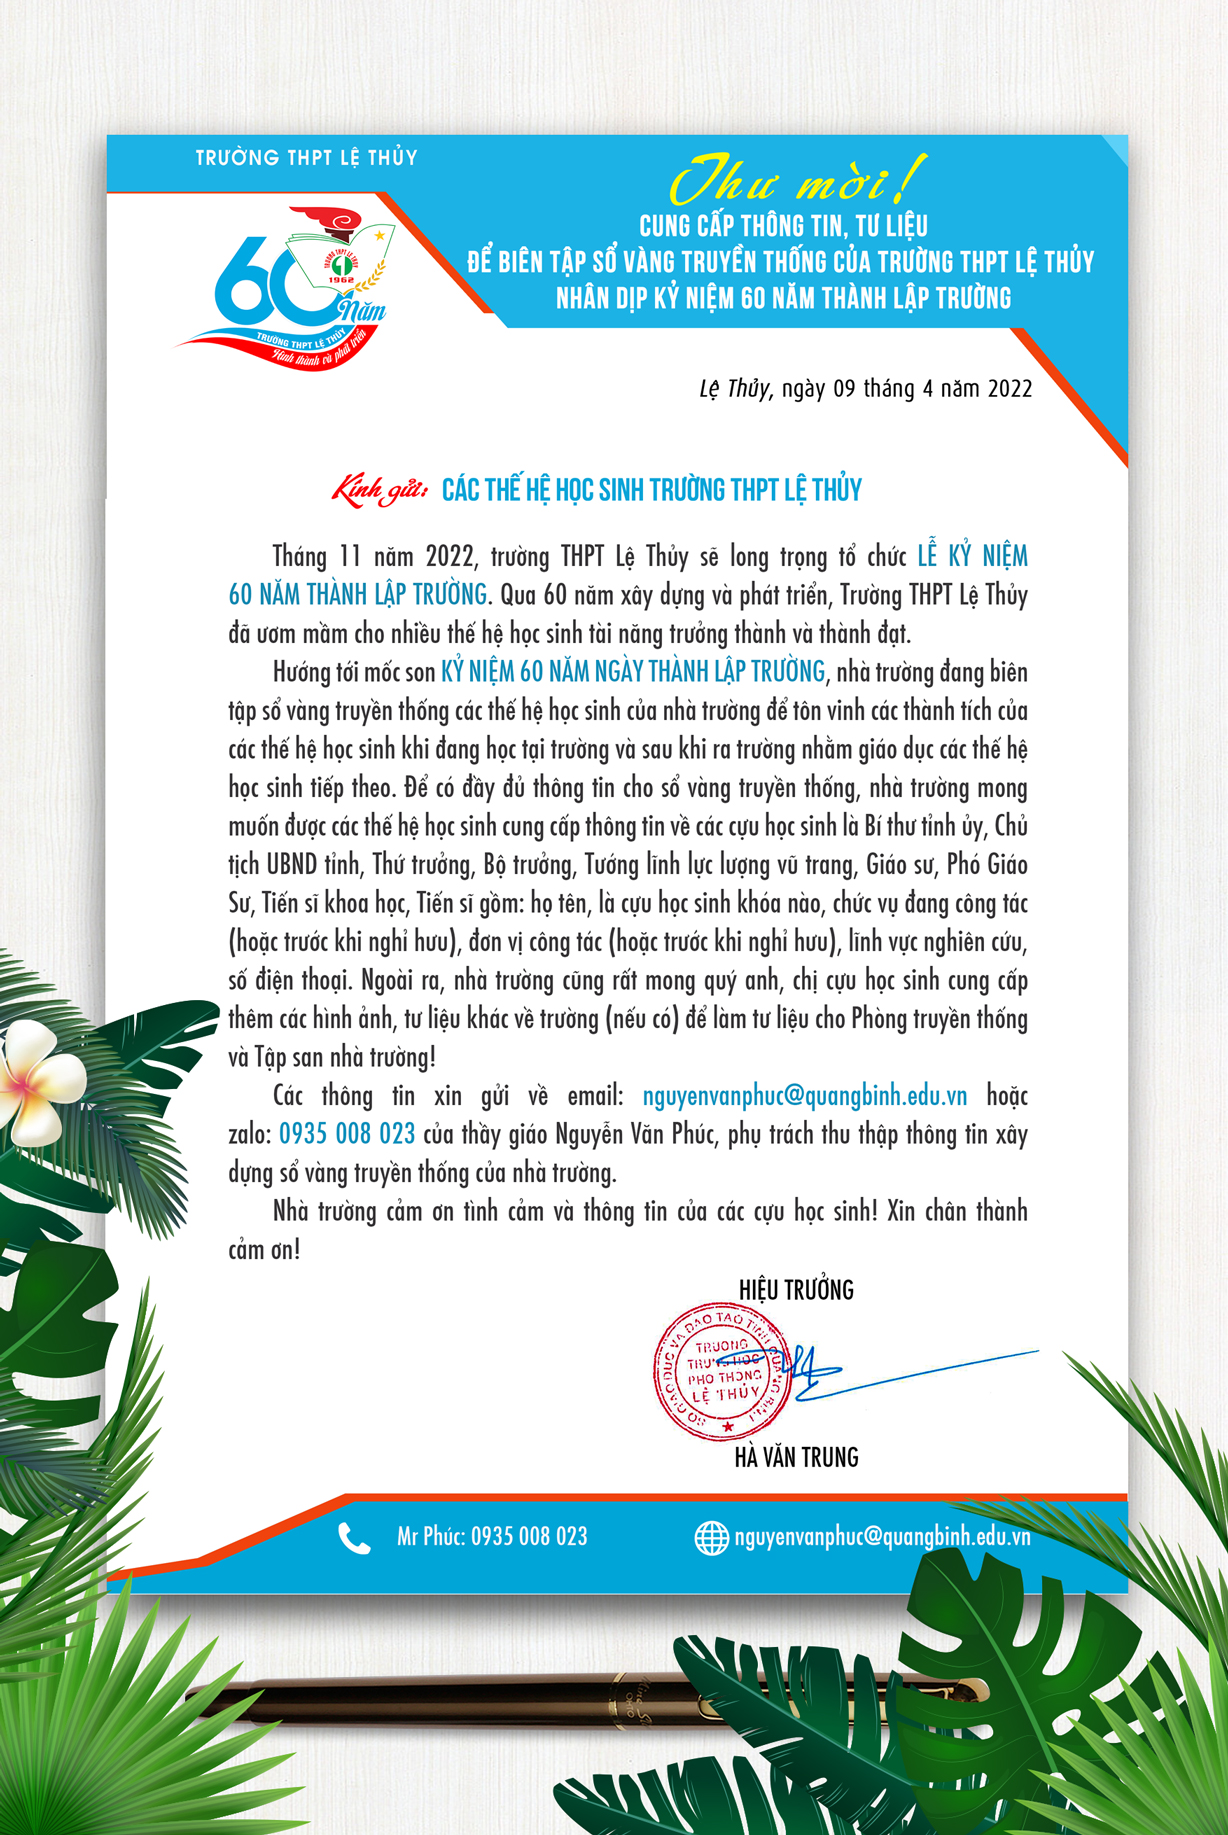 TRƯỜNG THPT LỆ THỦY
Thư mời!
CUNG CẤP THÔNG TIN, TƯ LIỆU
ĐỂ BIÊN TẬP SỔ VÀNG TRUYỀN THỐNG CỦA TRƯỜNG THPT LỆ THỦY
NHÂN DỊP KỶ NIỆM 60 NĂM THÀNH LẬP TRƯỜNG
TRƯỜNG THPT LỆ THỦY
1962
60 Năm
TRƯỜNG THPT LỆ THỦY
Hình thành và phát triển
Lệ Thủy, ngày 09 tháng 4 năm 2022
Kính gửi: CÁC THẾ HỆ HỌC SINH TRƯỜNG THPT LỆ THỦY
Tháng 11 năm 2022, trường THPT Lệ Thủy sẽ long trọng tổ chức LỄ KỶ NIỆM
60 NĂM THÀNH LẬP TRƯỜNG. Qua 60 năm xây dựng và phát triển, Trường THPT Lệ Thủy
đã ươm mầm cho nhiều thế hệ học sinh tài năng trưởng thành và thành đạt.
Hướng tới mốc son KỶ NIỆM 60 NĂM NGÀY THÀNH LẬP TRƯỜNG, nhà trường đang biên
tập sổ vàng truyền thống các thế hệ học sinh của nhà trường để tôn vinh các thành tích của
các thế hệ học sinh khi đang học tại trường và sau khi ra trường nhằm giáo dục các thế hệ
học sinh tiếp theo. Để có đầy đủ thông tin cho sổ vàng truyền thống, nhà trường mong
muốn được các thế hệ học sinh cung cấp thông tin về các cựu học sinh là Bí thư tỉnh ủy, Chủ
tịch UBND tỉnh, Thứ trưởng, Bộ trưởng, Tướng lĩnh lực lượng vũ trang, Giáo sư, Phó Giáo
Sư, Tiến sĩ khoa học, Tiến sĩ gồm: họ tên, là cựu học sinh khóa nào, chức vụ đang công tác
(hoặc trước khi nghỉ hưu), đơn vị công tác (hoặc trước khi nghỉ hưu), lĩnh vực nghiên cứu,
số điện thoại. Ngoài ra, nhà trường cũng rất mong quý anh, chị cựu học sinh cung cấp
thêm các hình ảnh, tư liệu khác về trường (nếu có) để làm tư liệu cho Phòng truyền thống
và Tập san nhà trường!
Các thông tin xin gửi về email: nguyenvanphuc@quangbinh.edu.vn hoặc
zalo: 0935 008 023 của thầy giáo Nguyễn Văn Phúc, phụ trách thu thập thông tin xây
dựng sổ vàng truyền thống của nhà trường.
Nhà trường cảm ơn tình cảm và thông tin của các cựu học sinh! Xin chân thành
cảm ơn!
HIỆU TRƯỞNG
SỞ GIÁO DỤC VÀ ĐÀO TẠO TỈNH QUẢNG BÌNH
TRƯỜNG
TRUNG HỌC
PHỔ THÔNG
LỆ THỦY
HÀ VĂN TRUNG
Mr Phúc: 0935 008 023
nguyenvanphuc@quangbinh.edu.vn